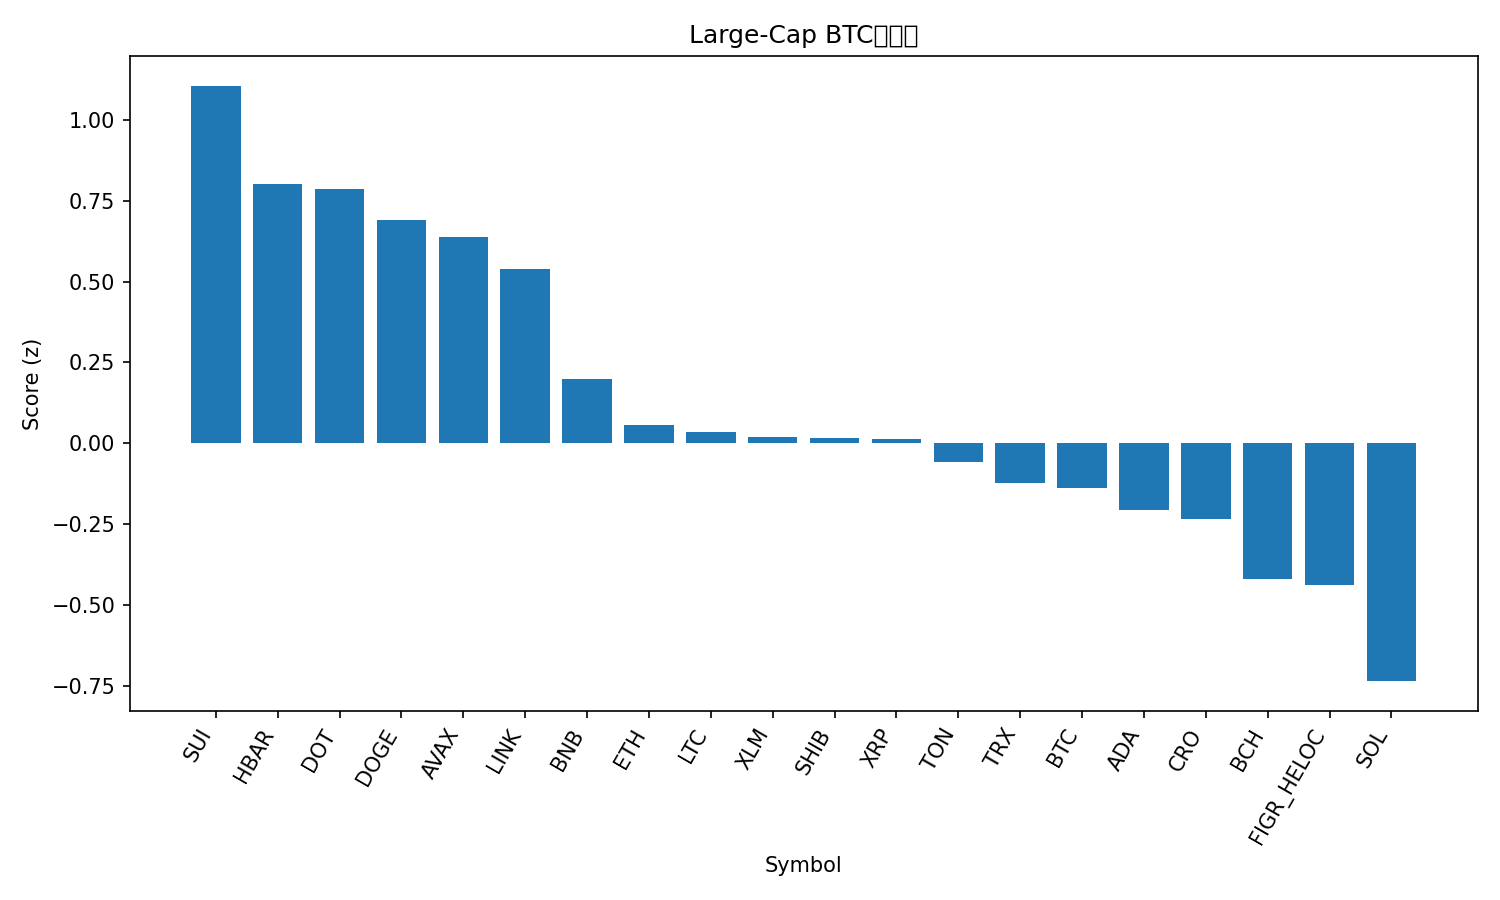 Large-Cap BTC
1.00
0.75
0.50
0.25
0.00
−0.25
−0.50
−0.75
Score (z)
SUI
HBAR
DOT
DOGE
AVAX
LINK
BNB
ETH
LTC
XLM
SHIB
XRP
TON
TRX
BTC
ADA
CRO
BCH
FIGR_HELOC
SOL
Symbol